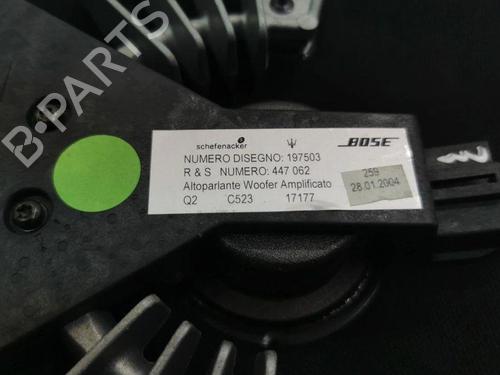 schefenacker BOSE
NUMERO DISEGNO: 197503
R & S NUMERO: 447 062
Altoparlante Woofer Amplificato
Q2 C523 17177
259
28.01.2004
B-PARTS